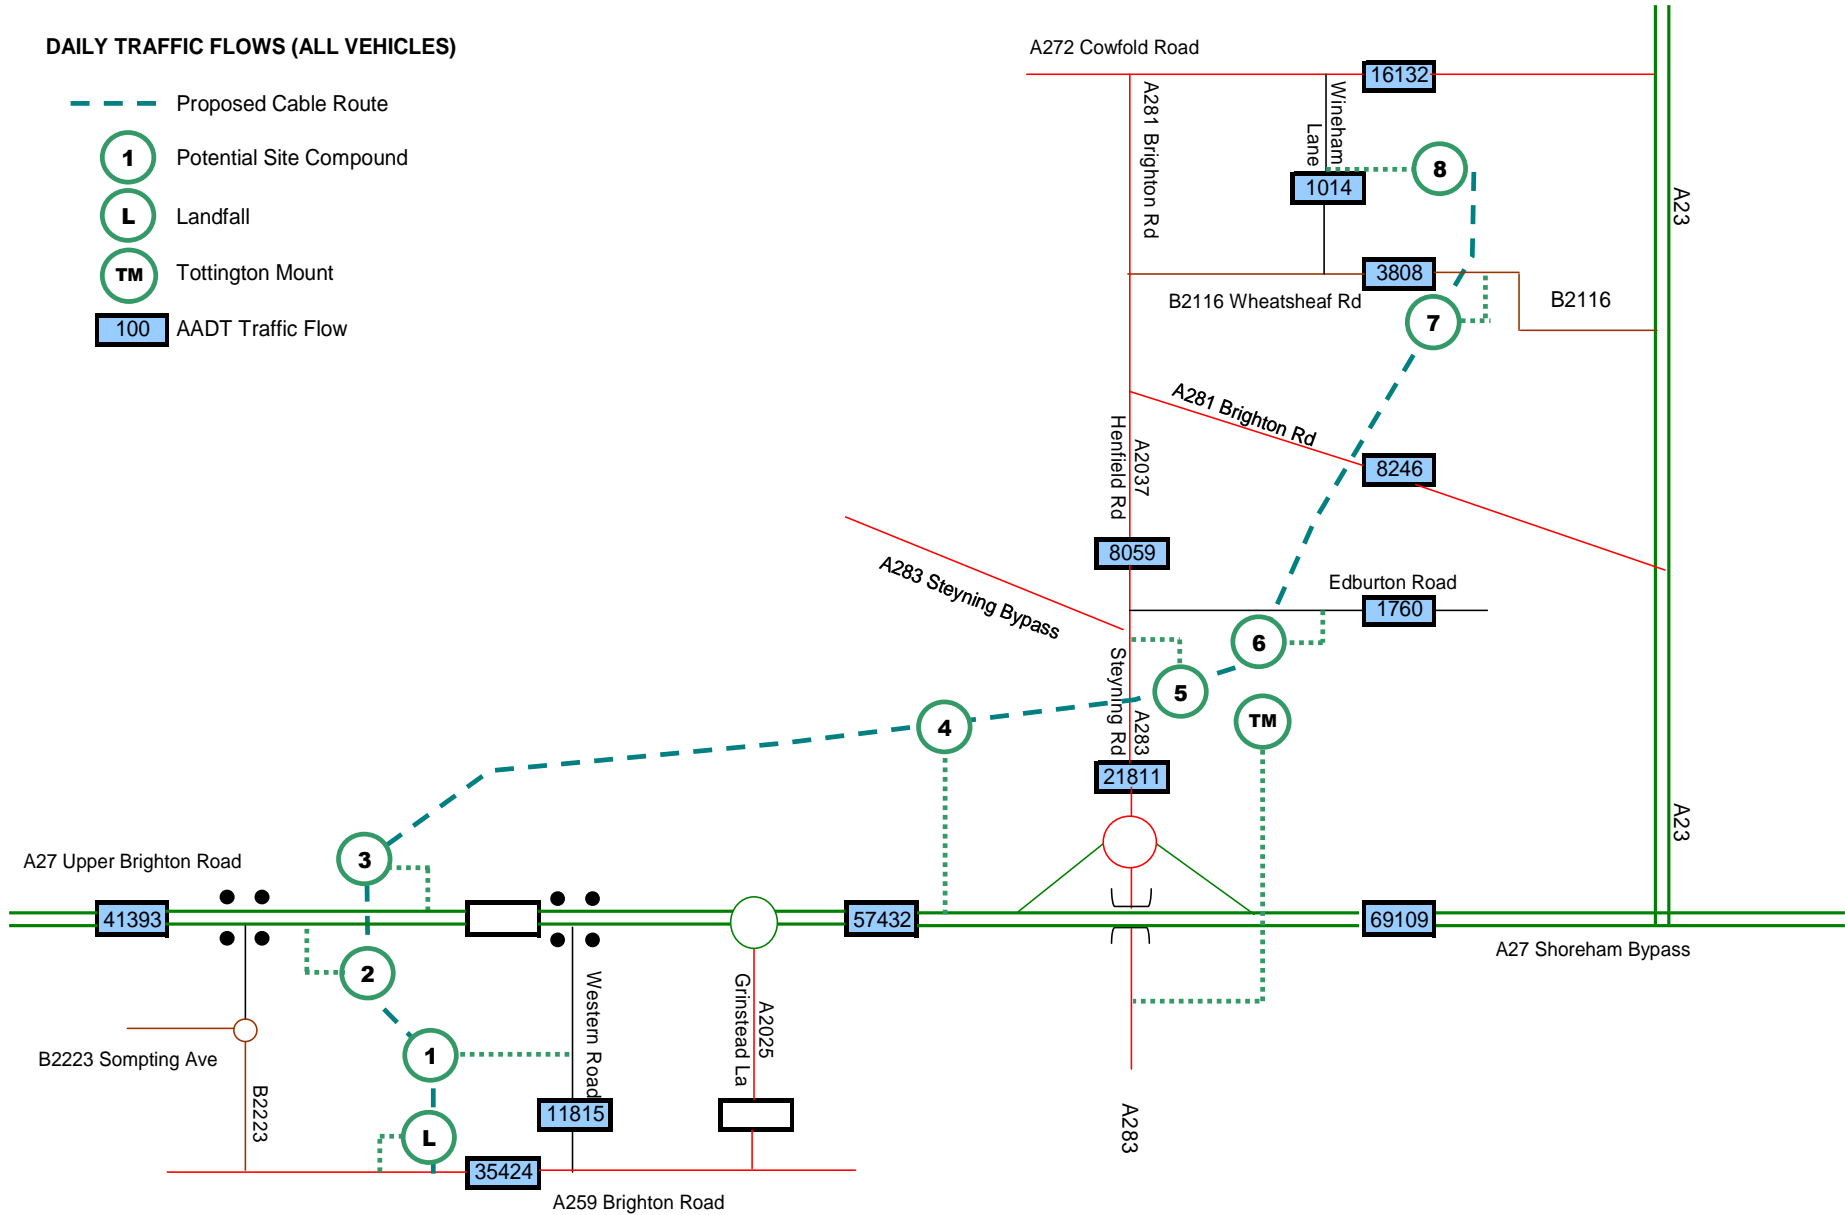 DAILY TRAFFIC FLOWS (ALL VEHICLES)
Proposed Cable Route
1
Potential Site Compound
L
Landfall
TM
Tottington Mount
100
AADT Traffic Flow
A272 Cowfold Road
16132
A281 Brighton Rd
Wineham
Lane
8
1014
A23
3808
B2116 Wheatsheaf Rd
B2116
7
A281 Brighton Rd
A2037
Henfield Rd
8246
8059
A283 Steyning Bypass
Edburton Road
1760
6
5
Steyning Rd
A283
4
TM
21811
A23
3
A27 Upper Brighton Road
41393
57432
69109
A27 Shoreham Bypass
2
Western Road
A2025
Grinstead La
1
B2223 Sompting Ave
B2223
11815
L
A283
35424
A259 Brighton Road